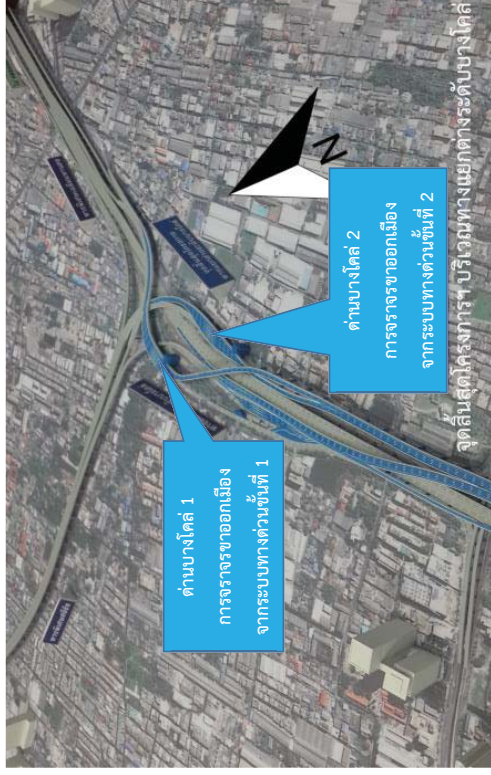 จุดสิ้นสุดโครงการฯ บริเวณทางแยกต่างระดับบางโคล่
ด่านบางโคล่ 1
การจราจรขาออกเมือง
จากระบบทางด่วนขั้นที่ 1
ด่านบางโคล่ 2
การจราจรขาออกเมือง
จากระบบทางด่วนขั้นที่ 2
N